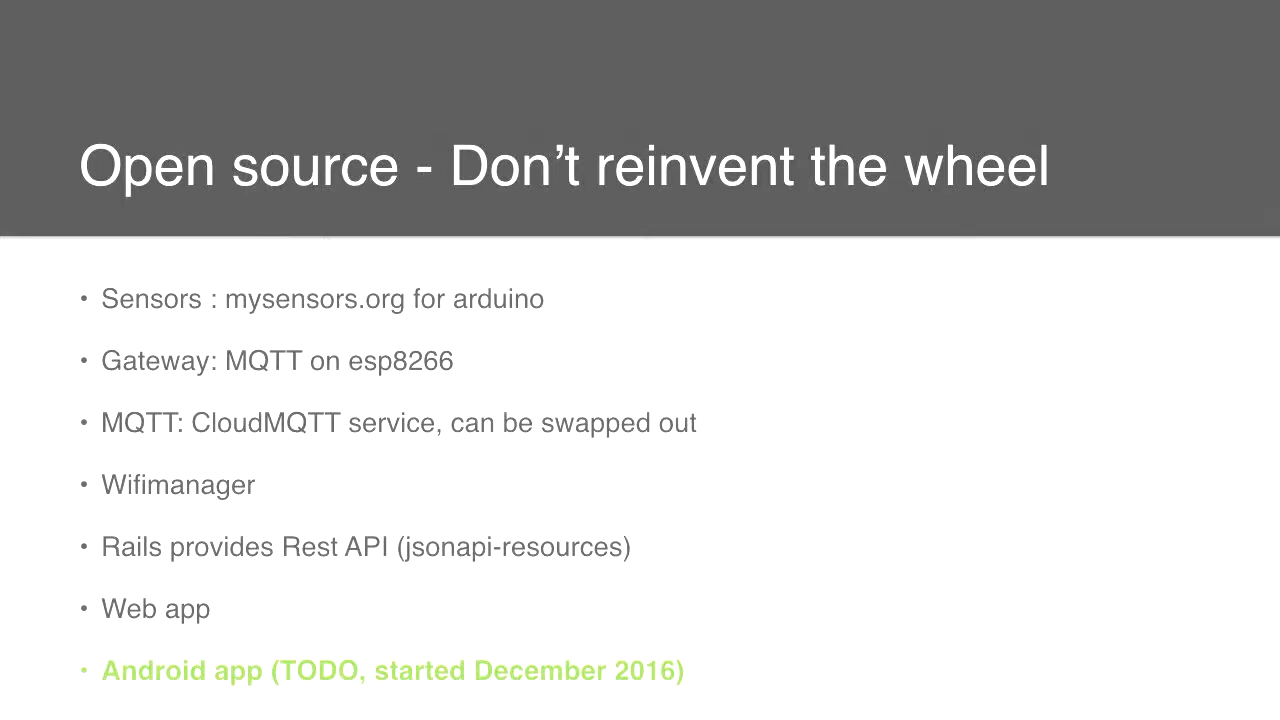 Open source - Don’t reinvent the wheel
• Sensors : mysensors.org for arduino
• Gateway: MQTT on esp8266
• MQTT: CloudMQTT service, can be swapped out
• Wifimanager
• Rails provides Rest API (jsonapi-resources)
• Web app
• Android app (TODO, started December 2016)